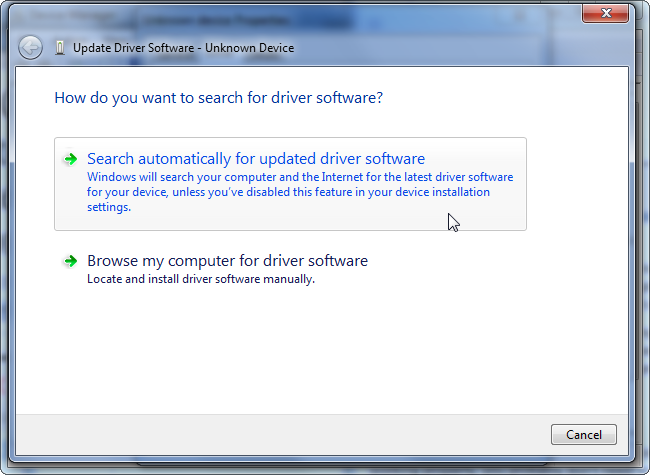 Update Driver Software - Unknown Device
How do you want to search for driver software?
Search automatically for updated driver software
Windows will search your computer and the Internet for the latest driver software
for your device, unless you've disabled this feature in your device installation
settings.
Browse my computer for driver software
Locate and install driver software manually.
Cancel